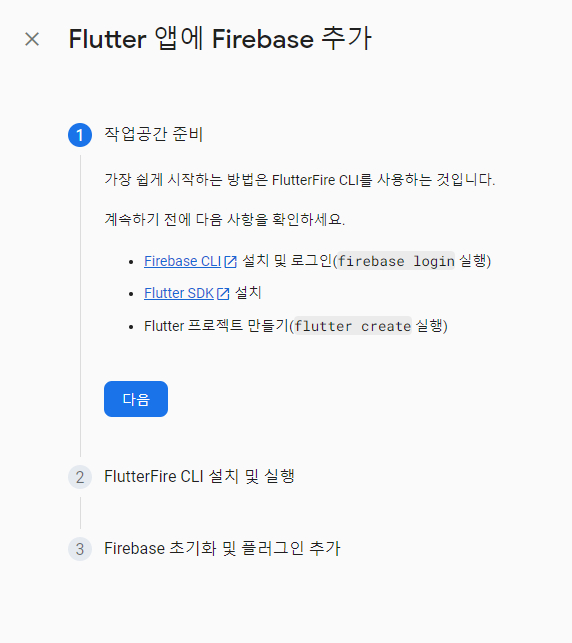 Flutter 앱에 Firebase 추가
1 작업공간 준비
가장 쉽게 시작하는 방법은 FlutterFire CLI를 사용하는 것입니다.
계속하기 전에 다음 사항을 확인하세요.
• Firebase CLI 설치 및 로그인(firebase login 실행)
• Flutter SDK 설치
• Flutter 프로젝트 만들기(flutter create 실행)
다음
2 FlutterFire CLI 설치 및 실행
3 Firebase 초기화 및 플러그인 추가